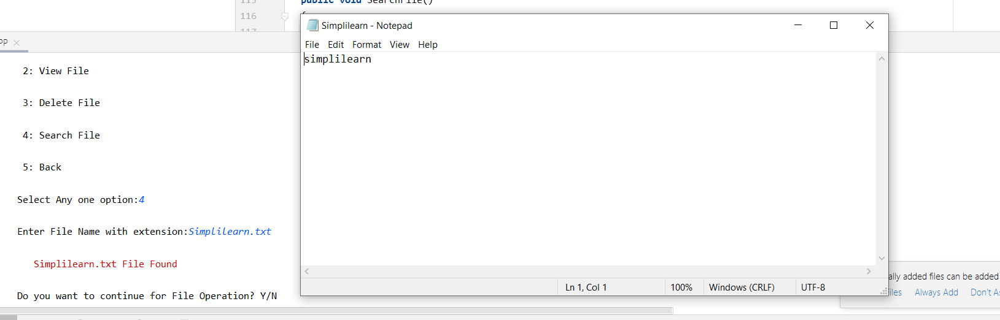 public void SearchFile()
116
Simplilearn - Notepad
File Edit Format View Help
simplilearn
PP
2: View File
3: Delete File
4: Search File
5: Back
Select Any one option:4
Enter File Name with extension:Simplilearn.txt
Simplilearn.txt File Found
Do you want to continue for File Operation? Y/N
Ln 1, Col 1 100% Windows (CRLF) UTF-8
ally added files can be added
Files Always Add Don't As